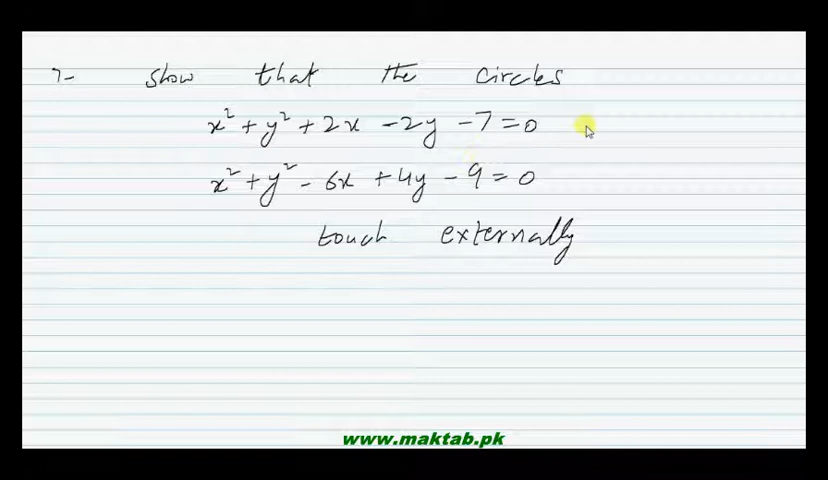 7- show that the circles
x² + y² + 2x - 2y - 7 = 0
x² + y² - 6x + 4y - 9 = 0
touch externally
www.maktab.pk